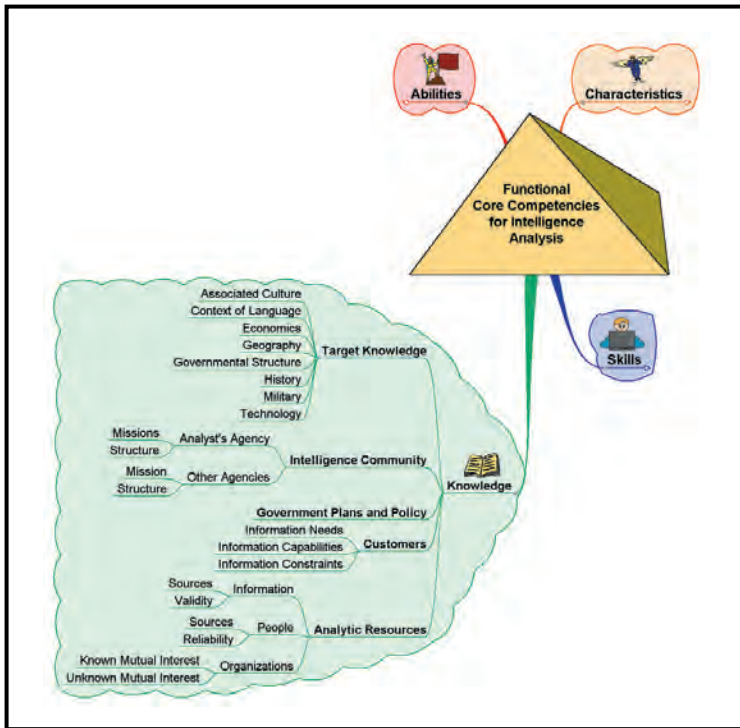 Abilities
Characteristics
Functional
Core Competencies
for Intelligence
Analysis
Skills
Knowledge
Target Knowledge
Associated Culture
Context of Language
Economics
Geography
Governmental Structure
History
Military
Technology
Intelligence Community
Analyst's Agency
Missions
Structure
Other Agencies
Mission
Structure
Government Plans and Policy
Customers
Information Needs
Information Capabilities
Information Constraints
Analytic Resources
Information
Sources
Validity
People
Sources
Reliability
Organizations
Known Mutual Interest
Unknown Mutual Interest